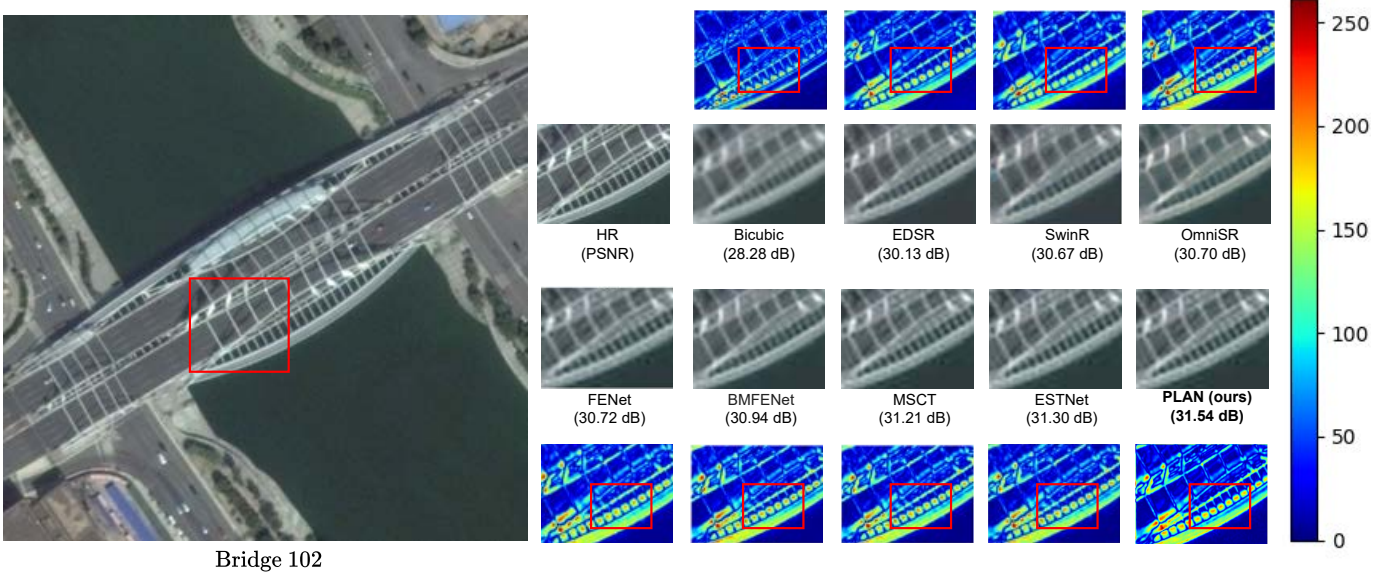 250
200
150
100
50
0
HR
(PSNR)
Bicubic
(28.28 dB)
EDSR
(30.13 dB)
SwinR
(30.67 dB)
OmniSR
(30.70 dB)
FENet
(30.72 dB)
BMFENet
(30.94 dB)
MSCT
(31.21 dB)
ESTNet
(31.30 dB)
PLAN (ours)
(31.54 dB)
Bridge 102